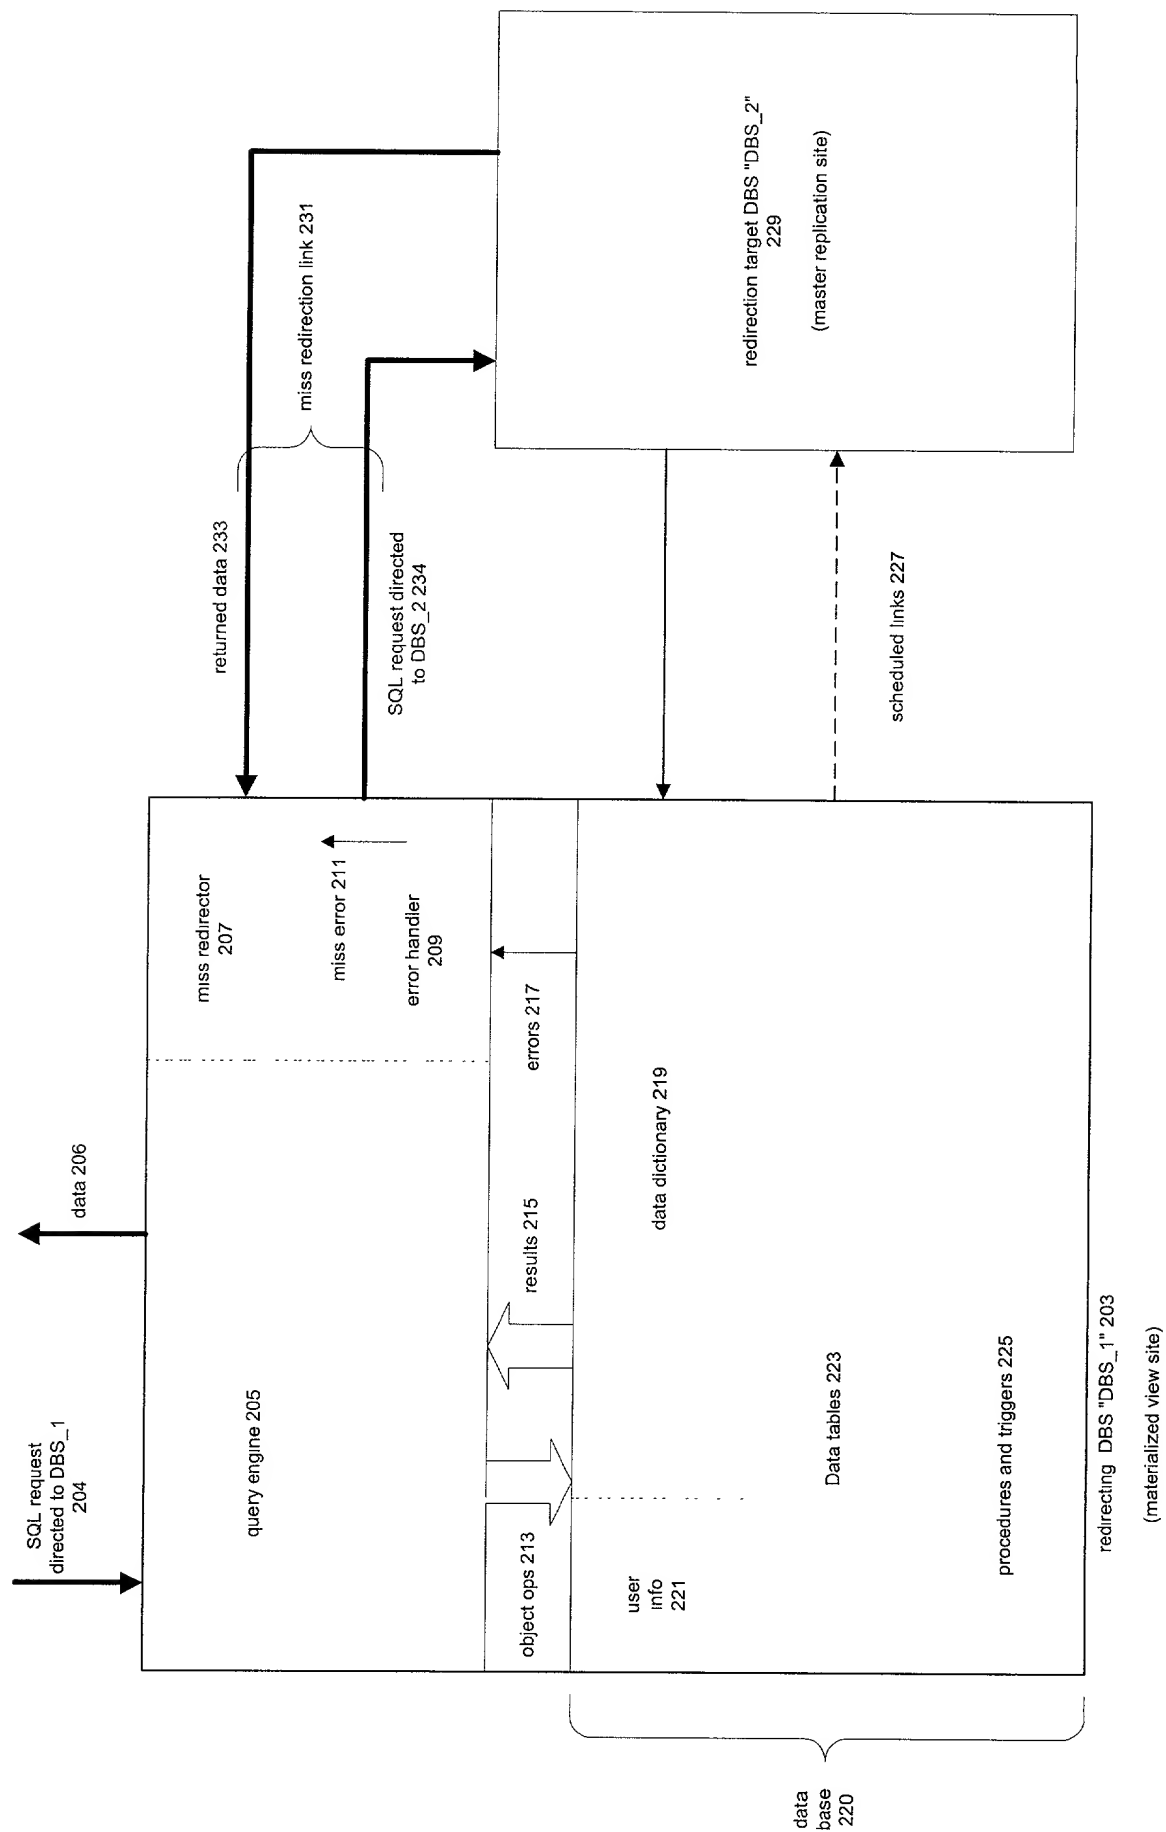 SQL request
directed to DBS_1
204
data 206
query engine 205
miss redirector
207
miss error 211
error handler
209
returned data 233
miss redirection link 231
SQL request directed
to DBS_2 234
object ops 213
results 215
errors 217
user
info
221
data dictionary 219
Data tables 223
procedures and triggers 225
scheduled links 227
redirection target DBS "DBS_2"
229
(master replication site)
data
base
220
redirecting DBS "DBS_1" 203
(materialized view site)